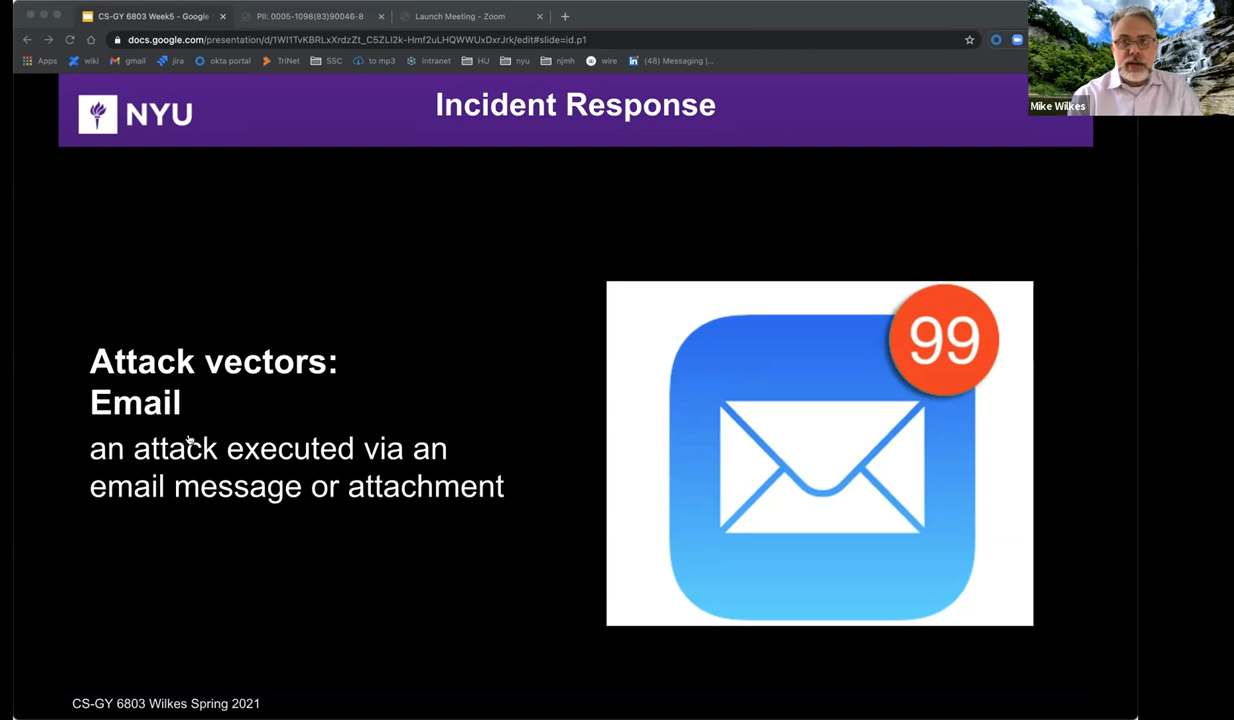 CS-GY 6803 Week5 - Google
PII: 0005-1098(83)90046-8
Launch Meeting - Zoom
docs.google.com/presentation/d/1WI1TvKBRLxXrdzZt_C5ZLI2k-Hmf2uLHQWWUxDxrJrk/edit#slide=id.p1
Apps wiki gmail jira okta portal TriNet SSC to mp3 intranet HU nyu njmh wire (48) Messaging |...
Mike Wilkes
NYU
Incident Response
99
Attack vectors:
Email
an attack executed via an
email message or attachment
CS-GY 6803 Wilkes Spring 2021